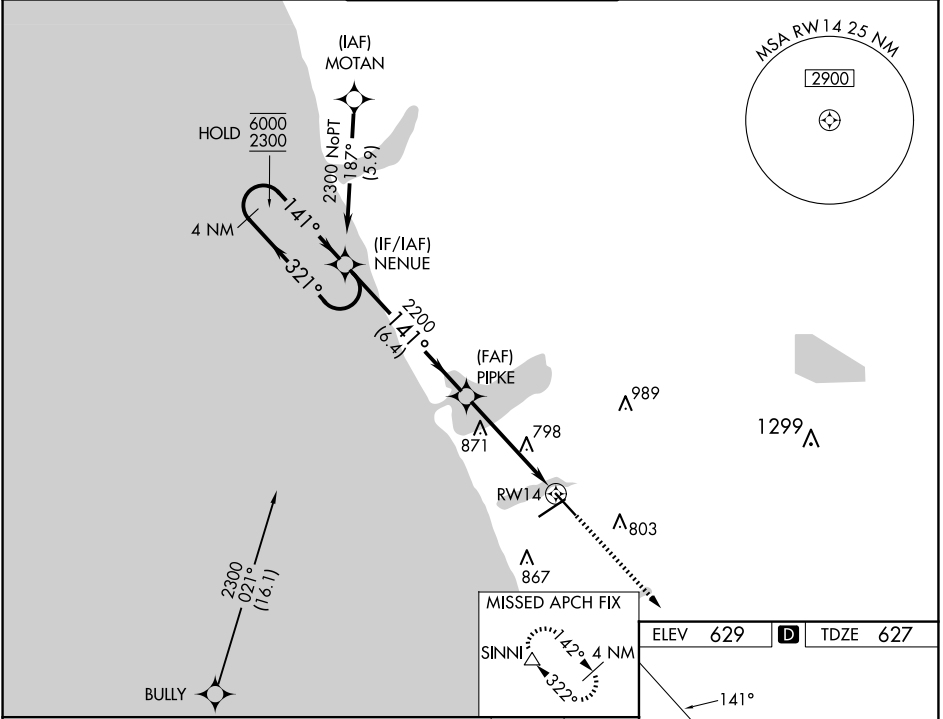 MSA RW14 25 NM
2900
(IAF)
MOTAN
HOLD 6000
2300
2300 NoPT
187°
(5.9)
4 NM
141°
321°
(IF/IAF)
NENUE
2200
141°
(6.4)
(FAF)
PIPKE
989
1299
871
798
RW14
803
867
2300
021°
(16.1)
BULLY
MISSED APCH FIX
SINNI
142°
4 NM
322°
ELEV 629 D TDZE 627
141°